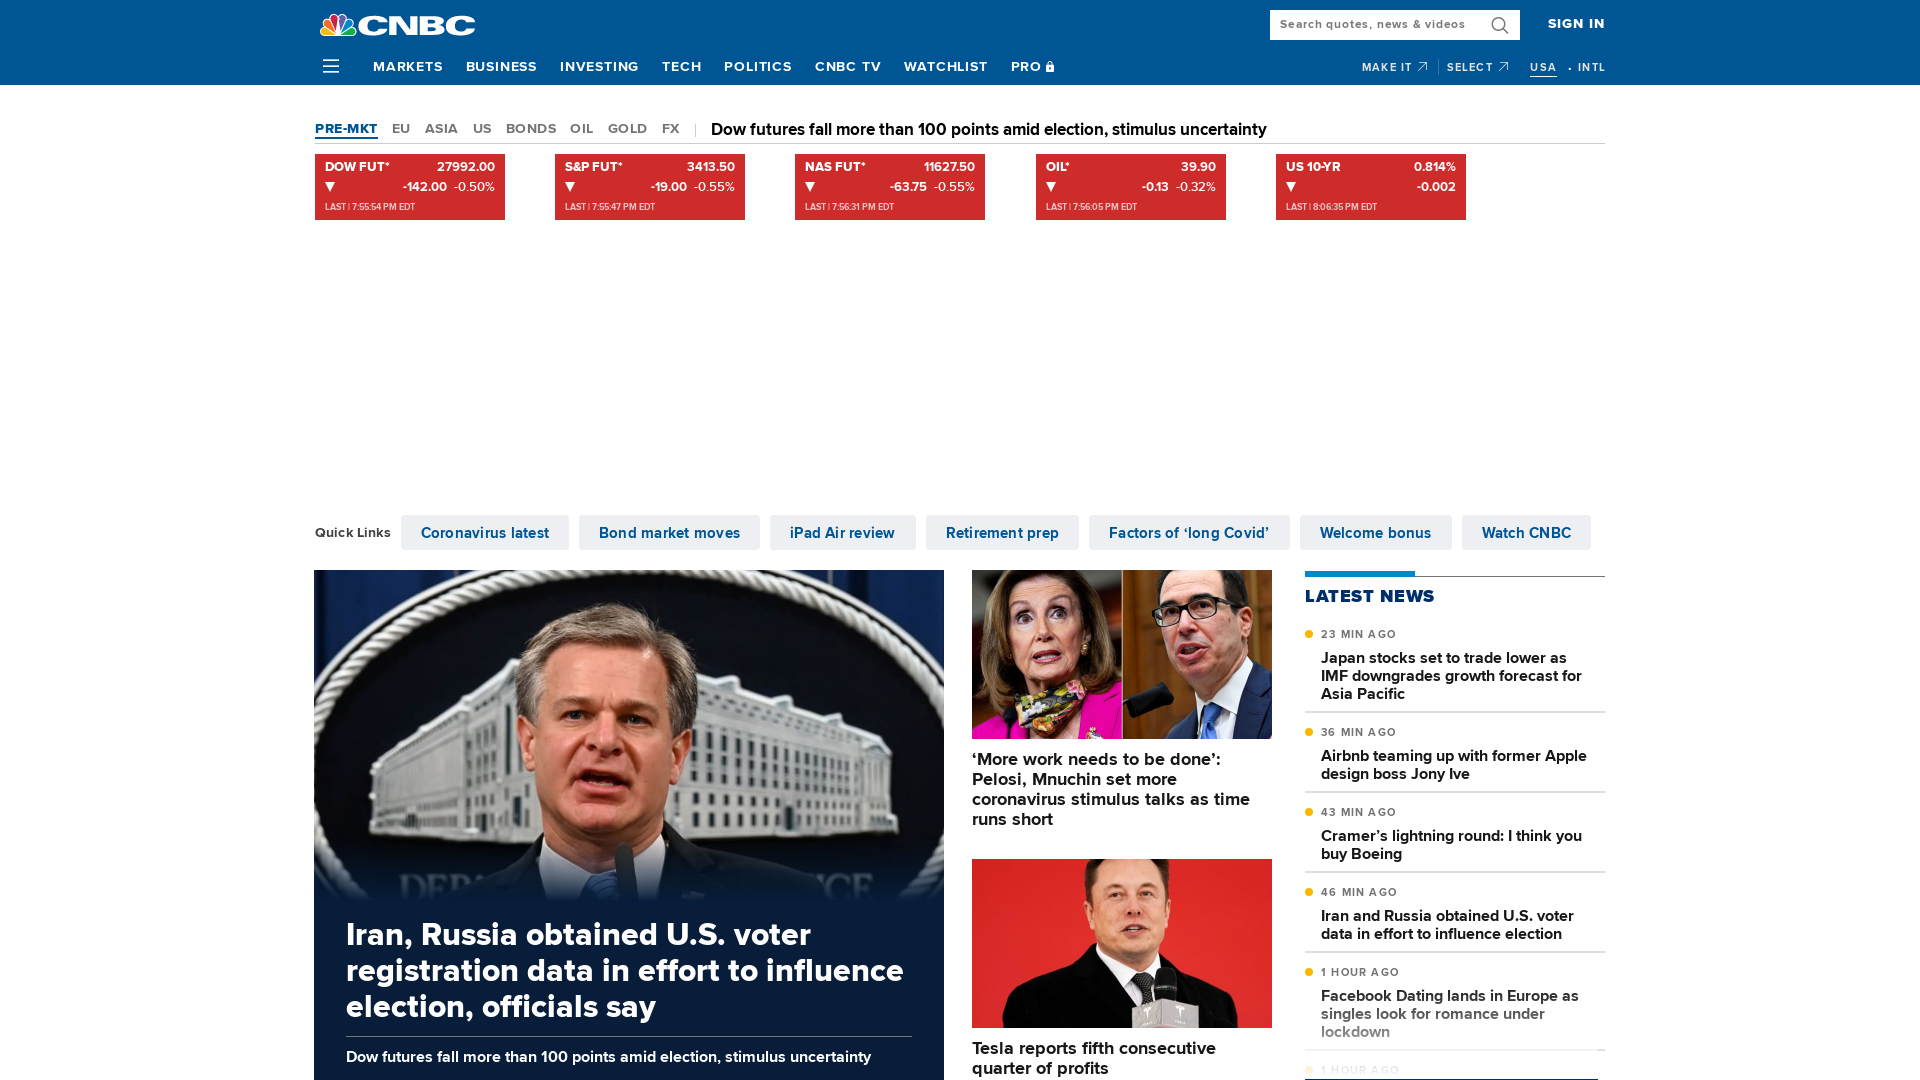 CNBC
Search quotes, news & videos
SIGN IN
MARKETS BUSINESS INVESTING TECH POLITICS CNBC TV WATCHLIST PRO
MAKE IT SELECT USA • INTL
PRE-MKT EU ASIA US BONDS OIL GOLD FX
Dow futures fall more than 100 points amid election, stimulus uncertainty
DOW FUT* 27992.00
▼ -142.00 -0.50%
LAST | 7:55:54 PM EDT
S&P FUT* 3413.50
▼ -19.00 -0.55%
LAST | 7:55:47 PM EDT
NAS FUT* 11627.50
▼ -63.75 -0.55%
LAST | 7:56:31 PM EDT
OIL* 39.90
▼ -0.13 -0.32%
LAST | 7:56:05 PM EDT
US 10-YR 0.814%
▼ -0.002
LAST | 8:06:35 PM EDT
Quick Links Coronavirus latest Bond market moves iPad Air review Retirement prep Factors of ‘long Covid’ Welcome bonus Watch CNBC
Iran, Russia obtained U.S. voter
registration data in effort to influence
election, officials say
Dow futures fall more than 100 points amid election, stimulus uncertainty
‘More work needs to be done’:
Pelosi, Mnuchin set more
coronavirus stimulus talks as time
runs short
Tesla reports fifth consecutive
quarter of profits
LATEST NEWS
23 MIN AGO
Japan stocks set to trade lower as
IMF downgrades growth forecast for
Asia Pacific
36 MIN AGO
Airbnb teaming up with former Apple
design boss Jony Ive
43 MIN AGO
Cramer’s lightning round: I think you
buy Boeing
46 MIN AGO
Iran and Russia obtained U.S. voter
data in effort to influence election
1 HOUR AGO
Facebook Dating lands in Europe as
singles look for romance under
lockdown
1 HOUR AGO